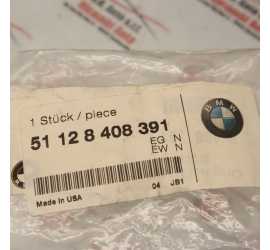 1 Stück / piece
51 12 8 408 391
EG N
EW N
BMW
Made in USA
04 JB1